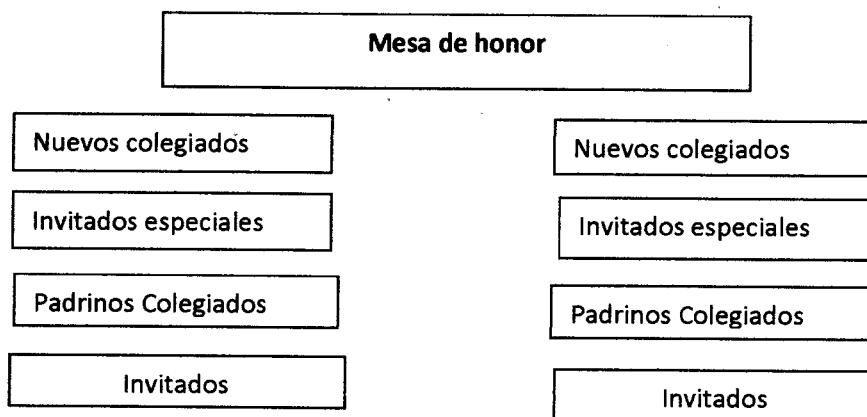 Mesa de honor
Nuevos colegiados
Nuevos colegiados
Invitados especiales
Invitados especiales
Padrinos Colegiados
Padrinos Colegiados
Invitados
Invitados